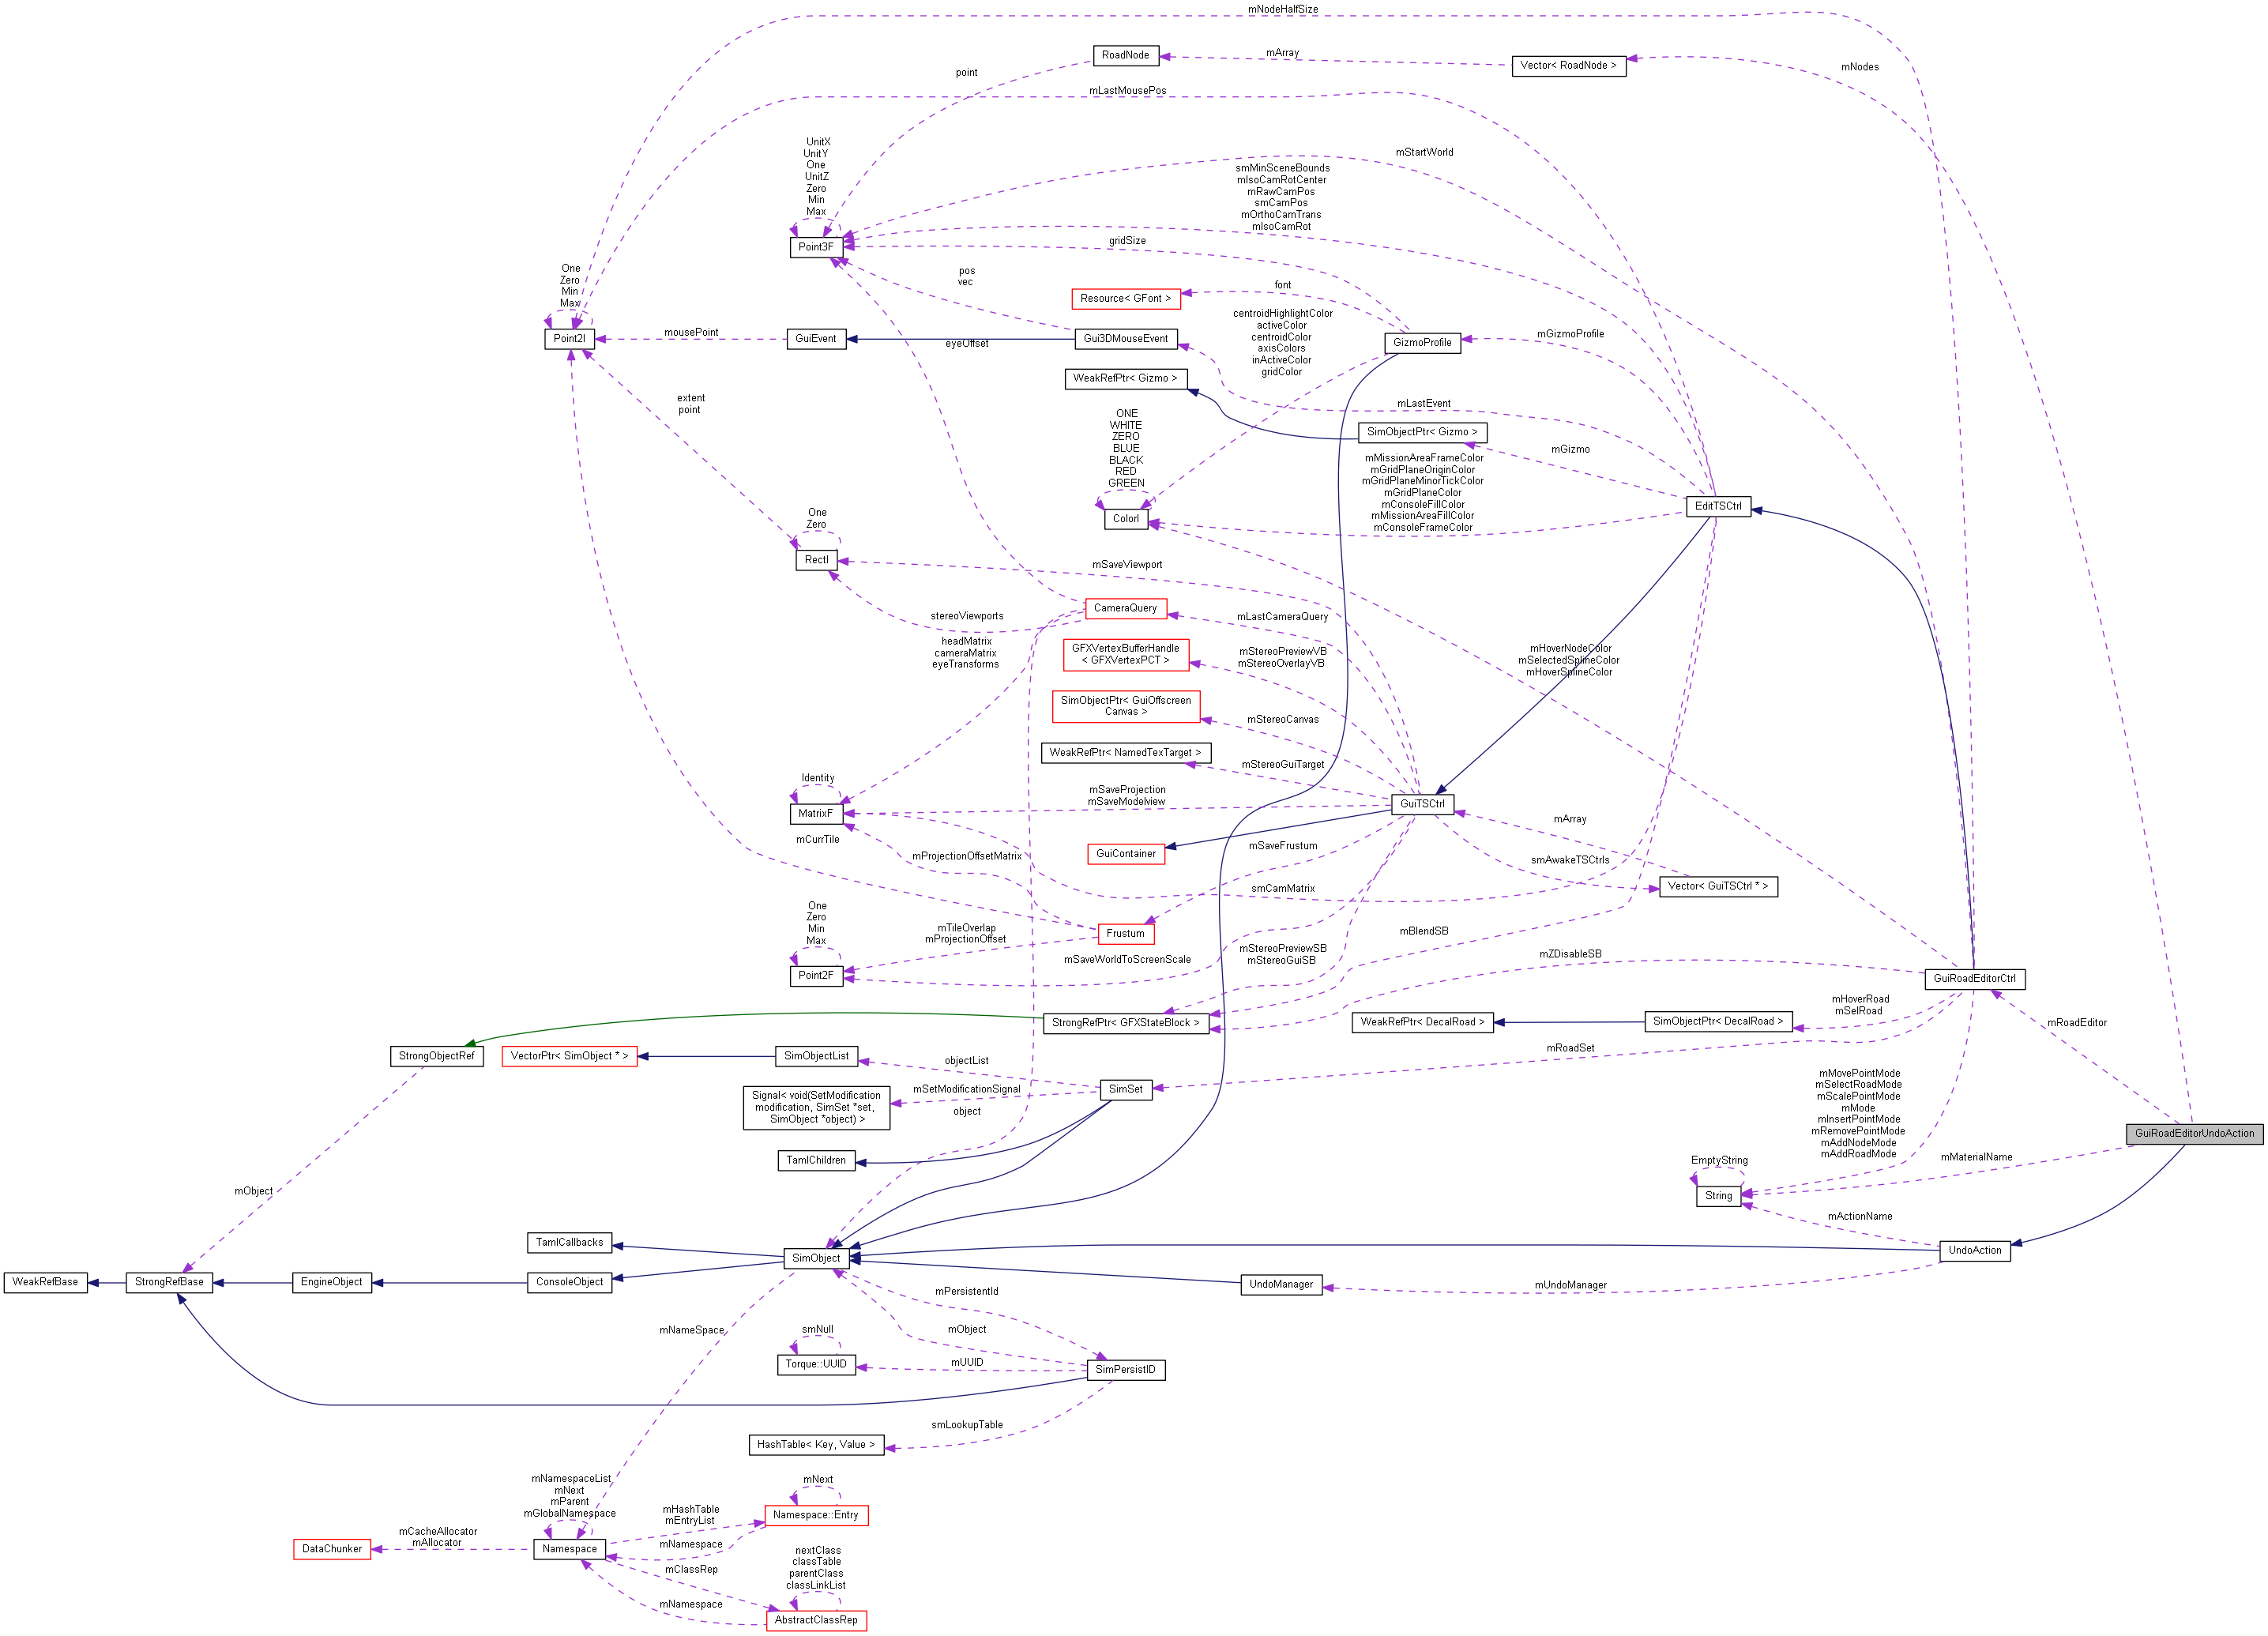 mNodeHalfSize
RoadNode
mArray
Vector< RoadNode >
mNodes
point
mLastMousePos
UnitX
UnitY
One
UnitZ
Zero
Min
Max
Point3F
mStartWorld
smMinSceneBounds
mIsoCamRotCenter
mRawCamPos
smCamPos
mOrthoCamTrans
mIsoCamRot
gridSize
One
Zero
Min
Max
Point2I
mousePoint
GuiEvent
pos
vec
Resource< GFont >
font
Gui3DMouseEvent
centroidHighlightColor
activeColor
centroidColor
axisColors
inActiveColor
gridColor
GizmoProfile
mGizmoProfile
eyeOffset
WeakRefPtr< Gizmo >
extent
point
mLastEvent
ONE
WHITE
ZERO
BLUE
BLACK
RED
GREEN
ColorI
SimObjectPtr< Gizmo >
mGizmo
mMissionAreaFrameColor
mGridPlaneOriginColor
mGridPlaneMinorTickColor
mGridPlaneColor
mConsoleFillColor
mMissionAreaFillColor
mConsoleFrameColor
EditTSCtrl
One
Zero
RectI
mSaveViewport
stereoViewports
CameraQuery
mLastCameraQuery
headMatrix
cameraMatrix
eyeTransforms
GFXVertexBufferHandle
< GFXVertexPCT >
mStereoPreviewVB
mStereoOverlayVB
mHoverNodeColor
mSelectedSplineColor
mHoverSplineColor
SimObjectPtr< GuiOffscreen
Canvas >
mStereoCanvas
WeakRefPtr< NamedTexTarget >
mStereoGuiTarget
Identity
MatrixF
mSaveProjection
mSaveModelview
GuiTSCtrl
mCurrTile
mProjectionOffsetMatrix
GuiContainer
mSaveFrustum
mArray
smAwakeTSCtrls
Vector< GuiTSCtrl * >
smCamMatrix
One
Zero
Min
Max
Point2F
mTileOverlap
mProjectionOffset
Frustum
mSaveWorldToScreenScale
mStereoPreviewSB
mStereoGuiSB
mBlendSB
mZDisableSB
GuiRoadEditorCtrl
StrongRefPtr< GFXStateBlock >
WeakRefPtr< DecalRoad >
SimObjectPtr< DecalRoad >
mHoverRoad
mSelRoad
mRoadEditor
StrongObjectRef
VectorPtr< SimObject * >
SimObjectList
objectList
mRoadSet
SimSet
mSetModificationSignal
Signal< void(SetModification
modification, SimSet *set,
SimObject *object) >
object
mMovePointMode
mSelectRoadMode
mScalePointMode
mMode
mInsertPointMode
mRemovePointMode
mAddNodeMode
mAddRoadMode
GuiRoadEditorUndoAction
TamlChildren
mMaterialName
EmptyString
String
mObject
mActionName
TamlCallbacks
SimObject
UndoAction
WeakRefBase
StrongRefBase
EngineObject
ConsoleObject
UndoManager
mUndoManager
mPersistentId
mNameSpace
mObject
smNull
Torque::UUID
mUUID
SimPersistID
smLookupTable
HashTable< Key, Value >
mNamespaceList
mNext
mParent
mGlobalNamespace
Namespace
mHashTable
mEntryList
mNext
Namespace::Entry
mCacheAllocator
mAllocator
DataChunker
mNamespace
mClassRep
nextClass
classTable
parentClass
classLinkList
mNamespace
AbstractClassRep